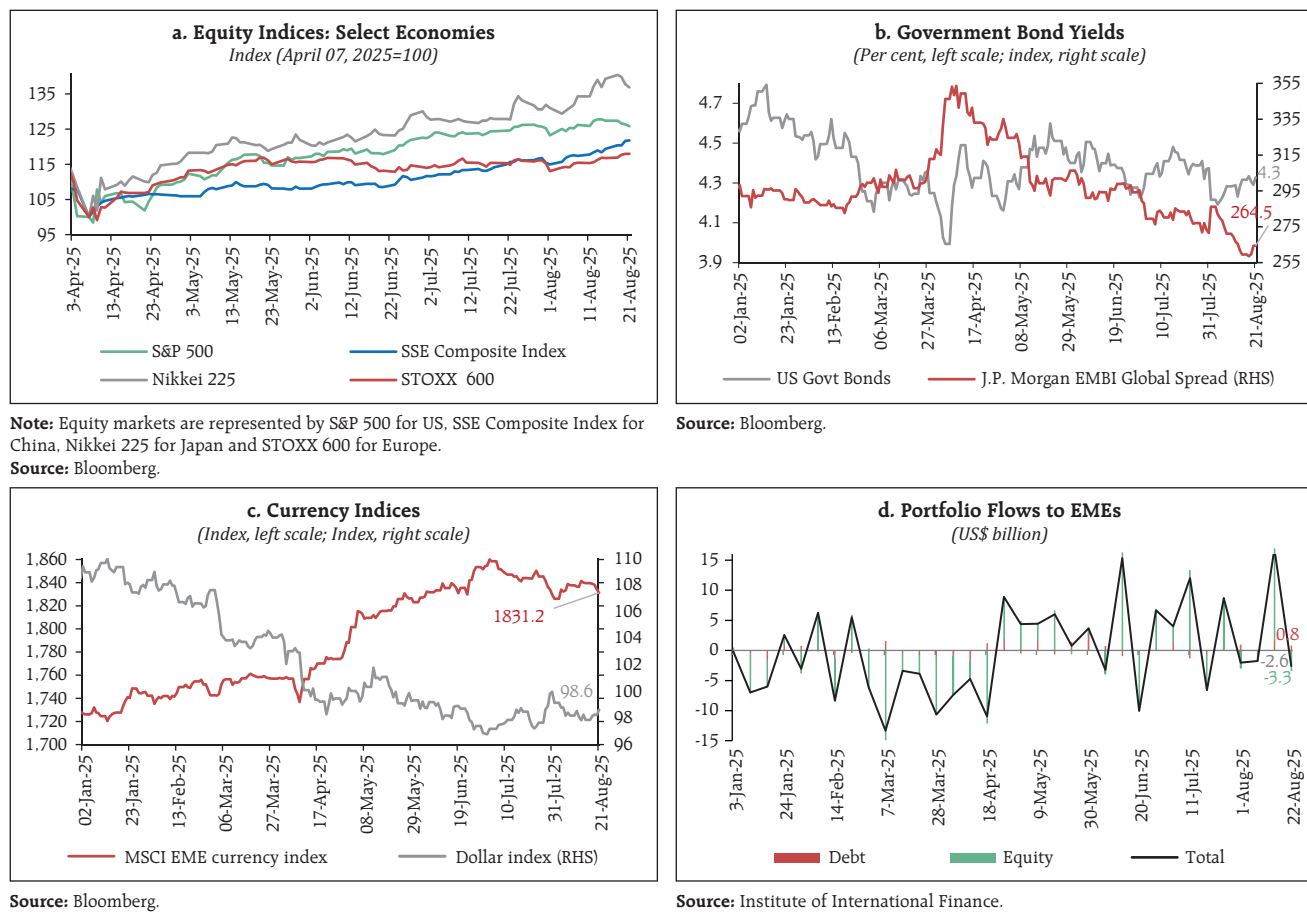 a. Equity Indices: Select Economies
Index (April 07, 2025=100)
135
125
115
105
95
3-Apr-25
13-Apr-25
23-Apr-25
3-May-25
13-May-25
23-May-25
2-Jun-25
12-Jun-25
22-Jun-25
2-Jul-25
12-Jul-25
22-Jul-25
1-Aug-25
11-Aug-25
21-Aug-25
S&P 500
SSE Composite Index
Nikkei 225
STOXX 600
Note: Equity markets are represented by S&P 500 for US, SSE Composite Index for
China, Nikkei 225 for Japan and STOXX 600 for Europe.
Source: Bloomberg.
b. Government Bond Yields
(Per cent, left scale; index, right scale)
4.7
4.5
4.3
4.1
3.9
355
335
315
295
275
255
4.3
264.5
02-Jan-25
23-Jan-25
13-Feb-25
06-Mar-25
27-Mar-25
17-Apr-25
08-May-25
29-May-25
19-Jun-25
10-Jul-25
31-Jul-25
21-Aug-25
US Govt Bonds
J.P. Morgan EMBI Global Spread (RHS)
Source: Bloomberg.
c. Currency Indices
(Index, left scale; Index, right scale)
1,860
1,840
1,820
1,800
1,780
1,760
1,740
1,720
1,700
110
108
106
104
102
100
98
96
1831.2
98.6
02-Jan-25
23-Jan-25
13-Feb-25
06-Mar-25
27-Mar-25
17-Apr-25
08-May-25
29-May-25
19-Jun-25
10-Jul-25
31-Jul-25
21-Aug-25
MSCI EME currency index
Dollar index (RHS)
Source: Bloomberg.
d. Portfolio Flows to EMEs
(US$ billion)
15
10
5
0
-5
-10
-15
0.8
-2.6
-3.3
3-Jan-25
24-Jan-25
14-Feb-25
7-Mar-25
28-Mar-25
18-Apr-25
9-May-25
30-May-25
20-Jun-25
11-Jul-25
1-Aug-25
22-Aug-25
Debt
Equity
Total
Source: Institute of International Finance.